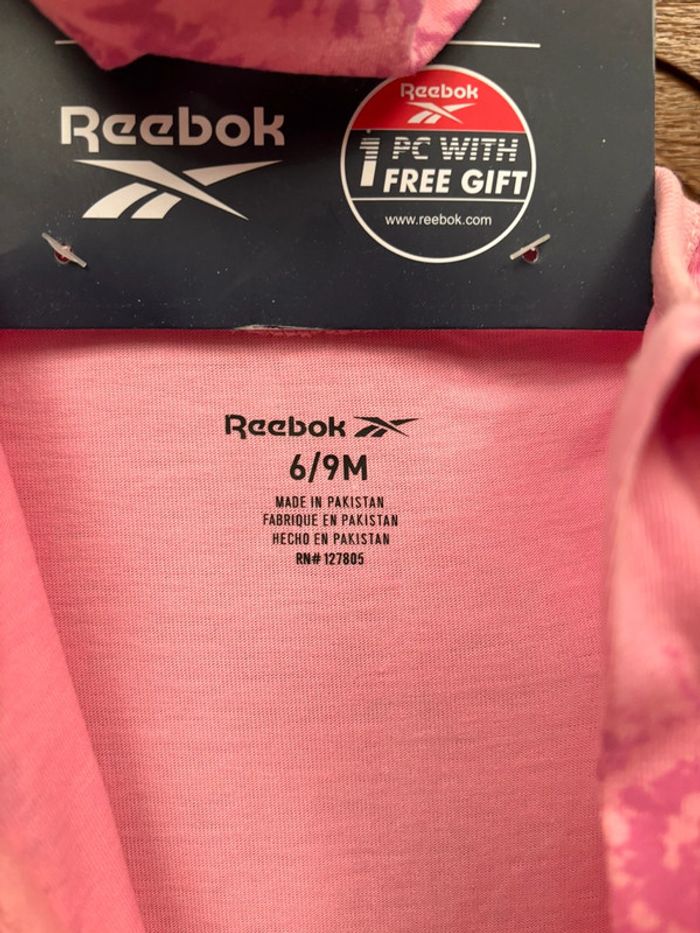 Reebok
Reebok
1 PC WITH
FREE GIFT
www.reebok.com
Reebok
6/9M
MADE IN PAKISTAN
FABRIQUE EN PAKISTAN
HECHO EN PAKISTAN
RN# 127805